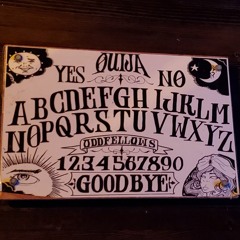 OUIJA
YES NO
ABCDEFGHIJKLM
NOPQRSTUVWXYZ
ODDFELLOWS
1234567890
GOODBYE